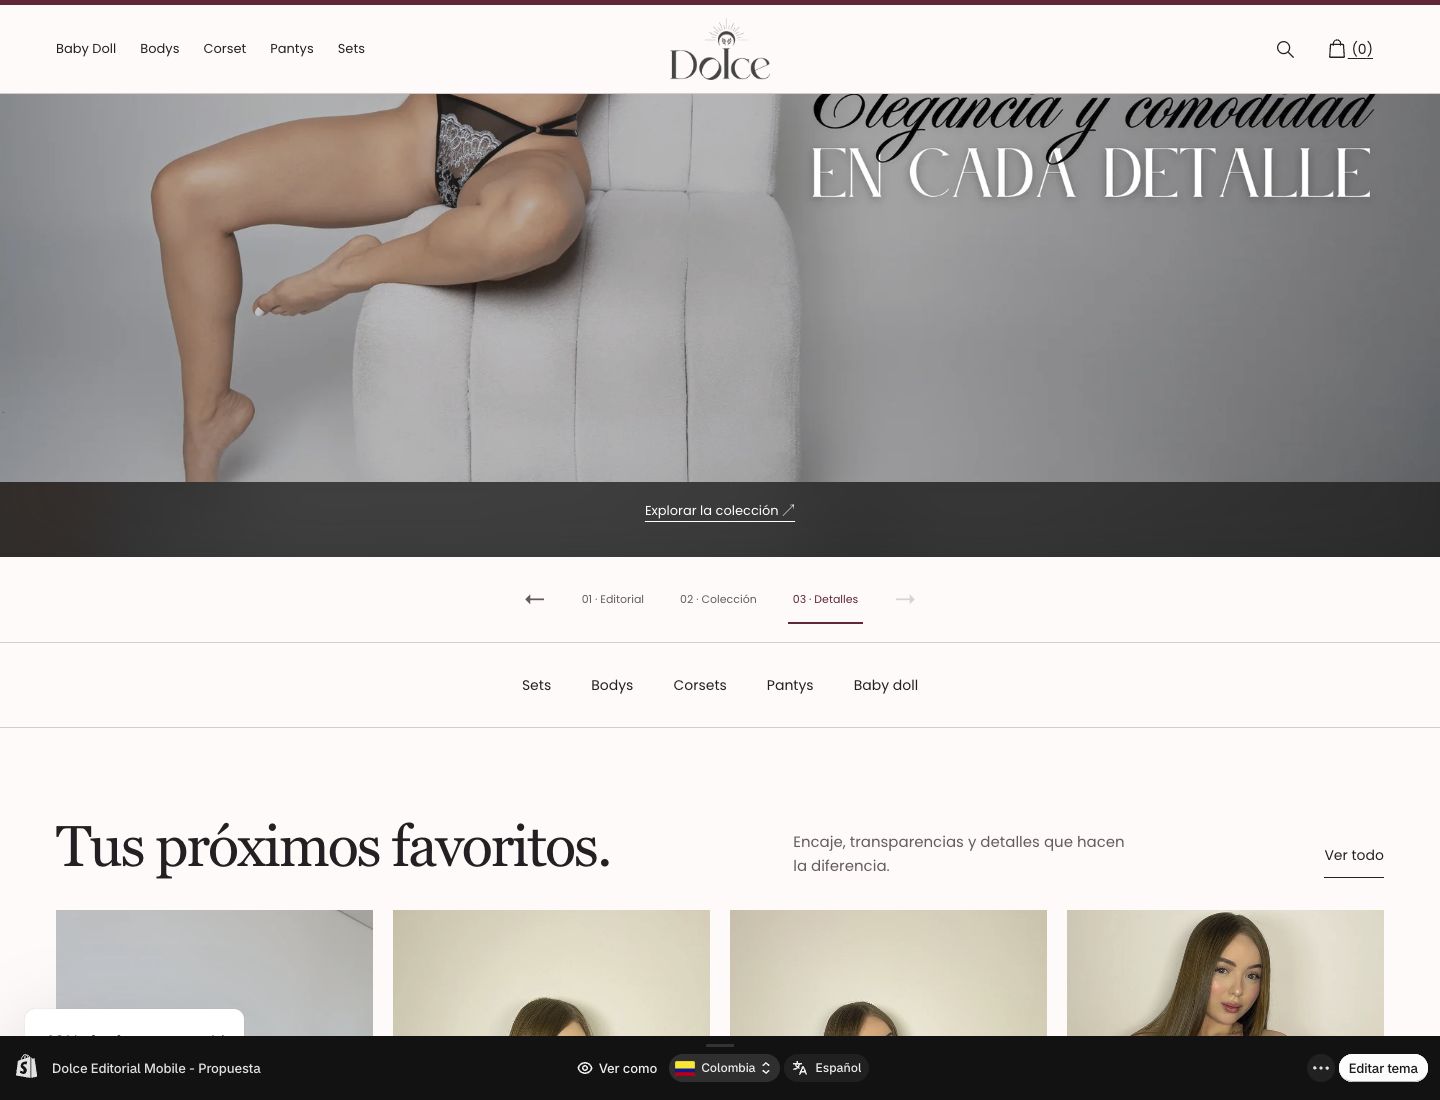 Baby Doll Bodys Corset Pantys Sets
Dolce
(0)
Elegancia y comodidad
EN CADA DETALLE
Explorar la colección ↗
01 · Editorial 02 · Colección 03 · Detalles
Sets Bodys Corsets Pantys Baby doll
Tus próximos favoritos.
Encaje, transparencias y detalles que hacen
la diferencia.
Ver todo
Dolce Editorial Mobile - Propuesta
Ver como
Colombia
Español
Editar tema